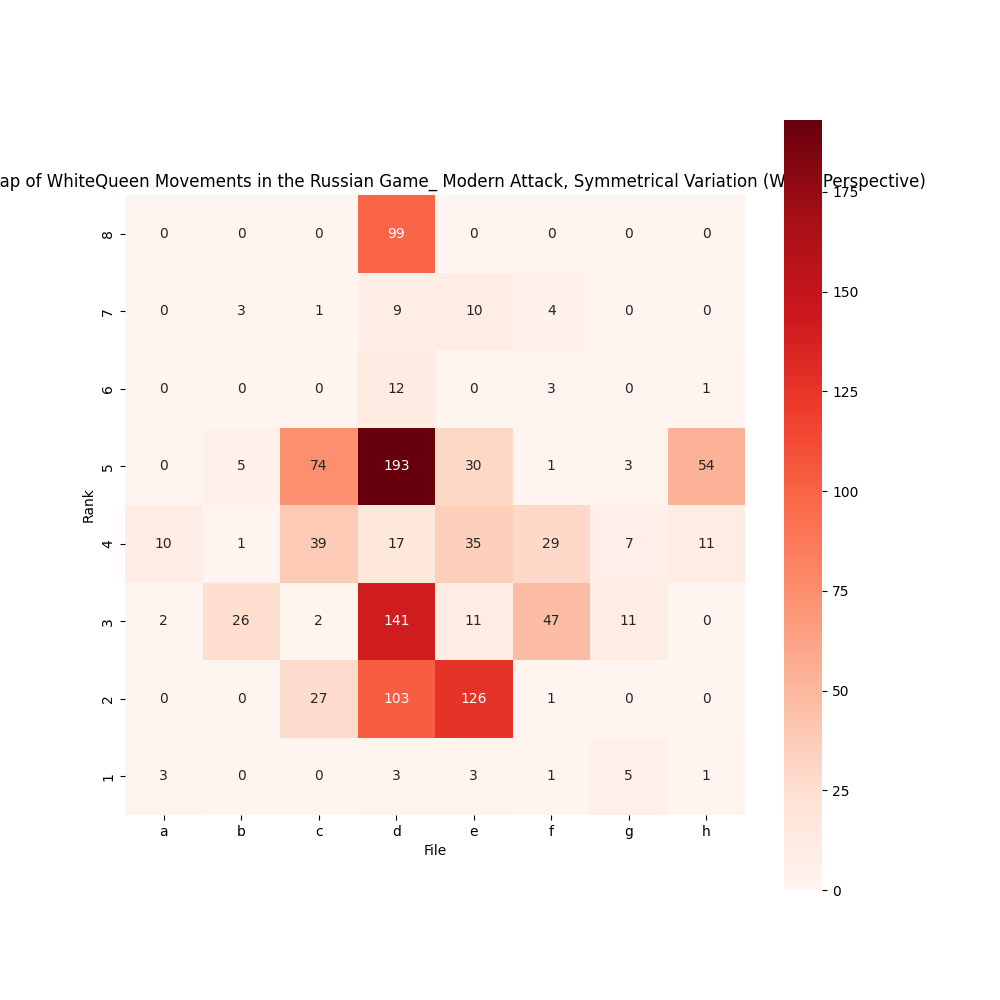 ap of WhiteQueen Movements in the Russian Game_ Modern Attack, Symmetrical Variation (W Perspective)
175
150
125
100
75
50
25
0
Rank
8 0 0 0 99 0 0 0 0
7 0 3 1 9 10 4 0 0
6 0 0 0 12 0 3 0 1
5 0 5 74 193 30 1 3 54
4 10 1 39 17 35 29 7 11
3 2 26 2 141 11 47 11 0
2 0 0 27 103 126 1 0 0
1 3 0 0 3 3 1 5 1
a b c d e f g h
File